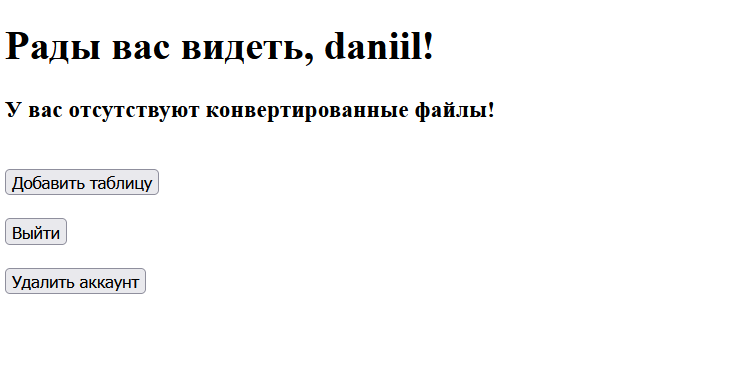 Рады вас видеть, daniil!
У вас отсутствуют конвертированные файлы!
Добавить таблицу
Выйти
Удалить аккаунт